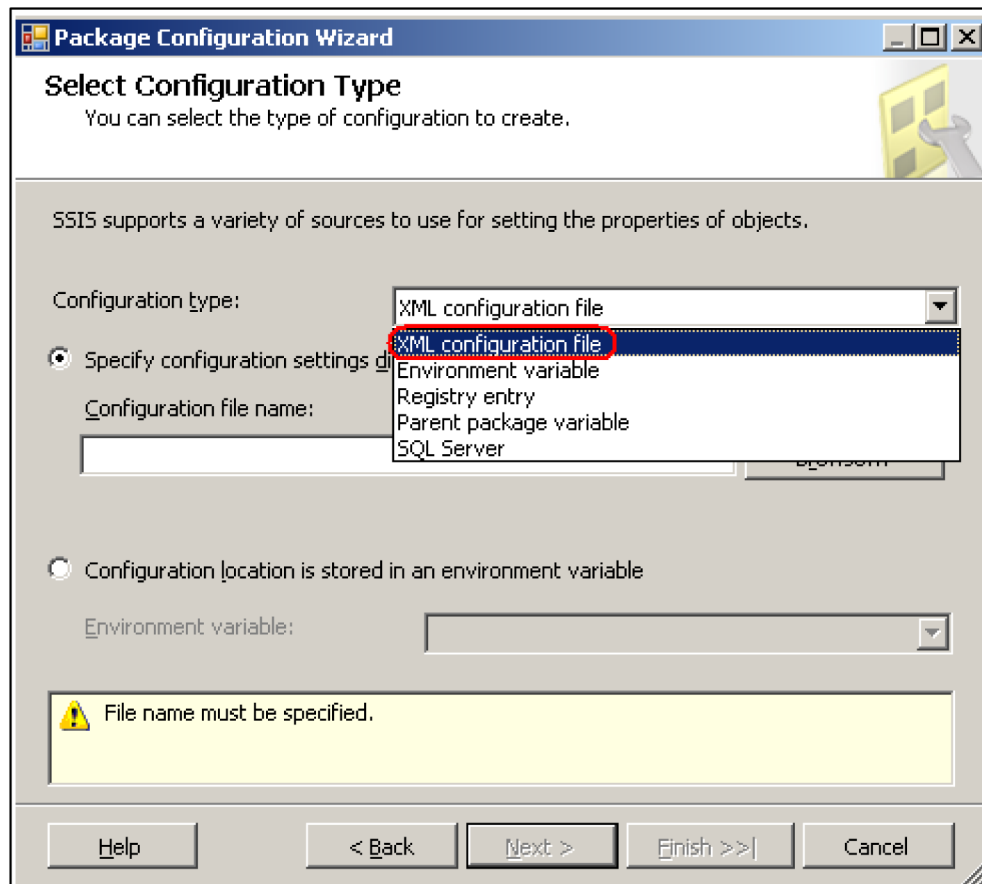 Package Configuration Wizard
Select Configuration Type
You can select the type of configuration to create.
SSIS supports a variety of sources to use for setting the properties of objects.
Configuration type:
XML configuration file
XML configuration file
Specify configuration settings di
Environment variable
Registry entry
Configuration file name:
Parent package variable
SQL Server
Configuration location is stored in an environment variable
Environment variable:
File name must be specified.
Help
< Back
Next >
Finish >>|
Cancel